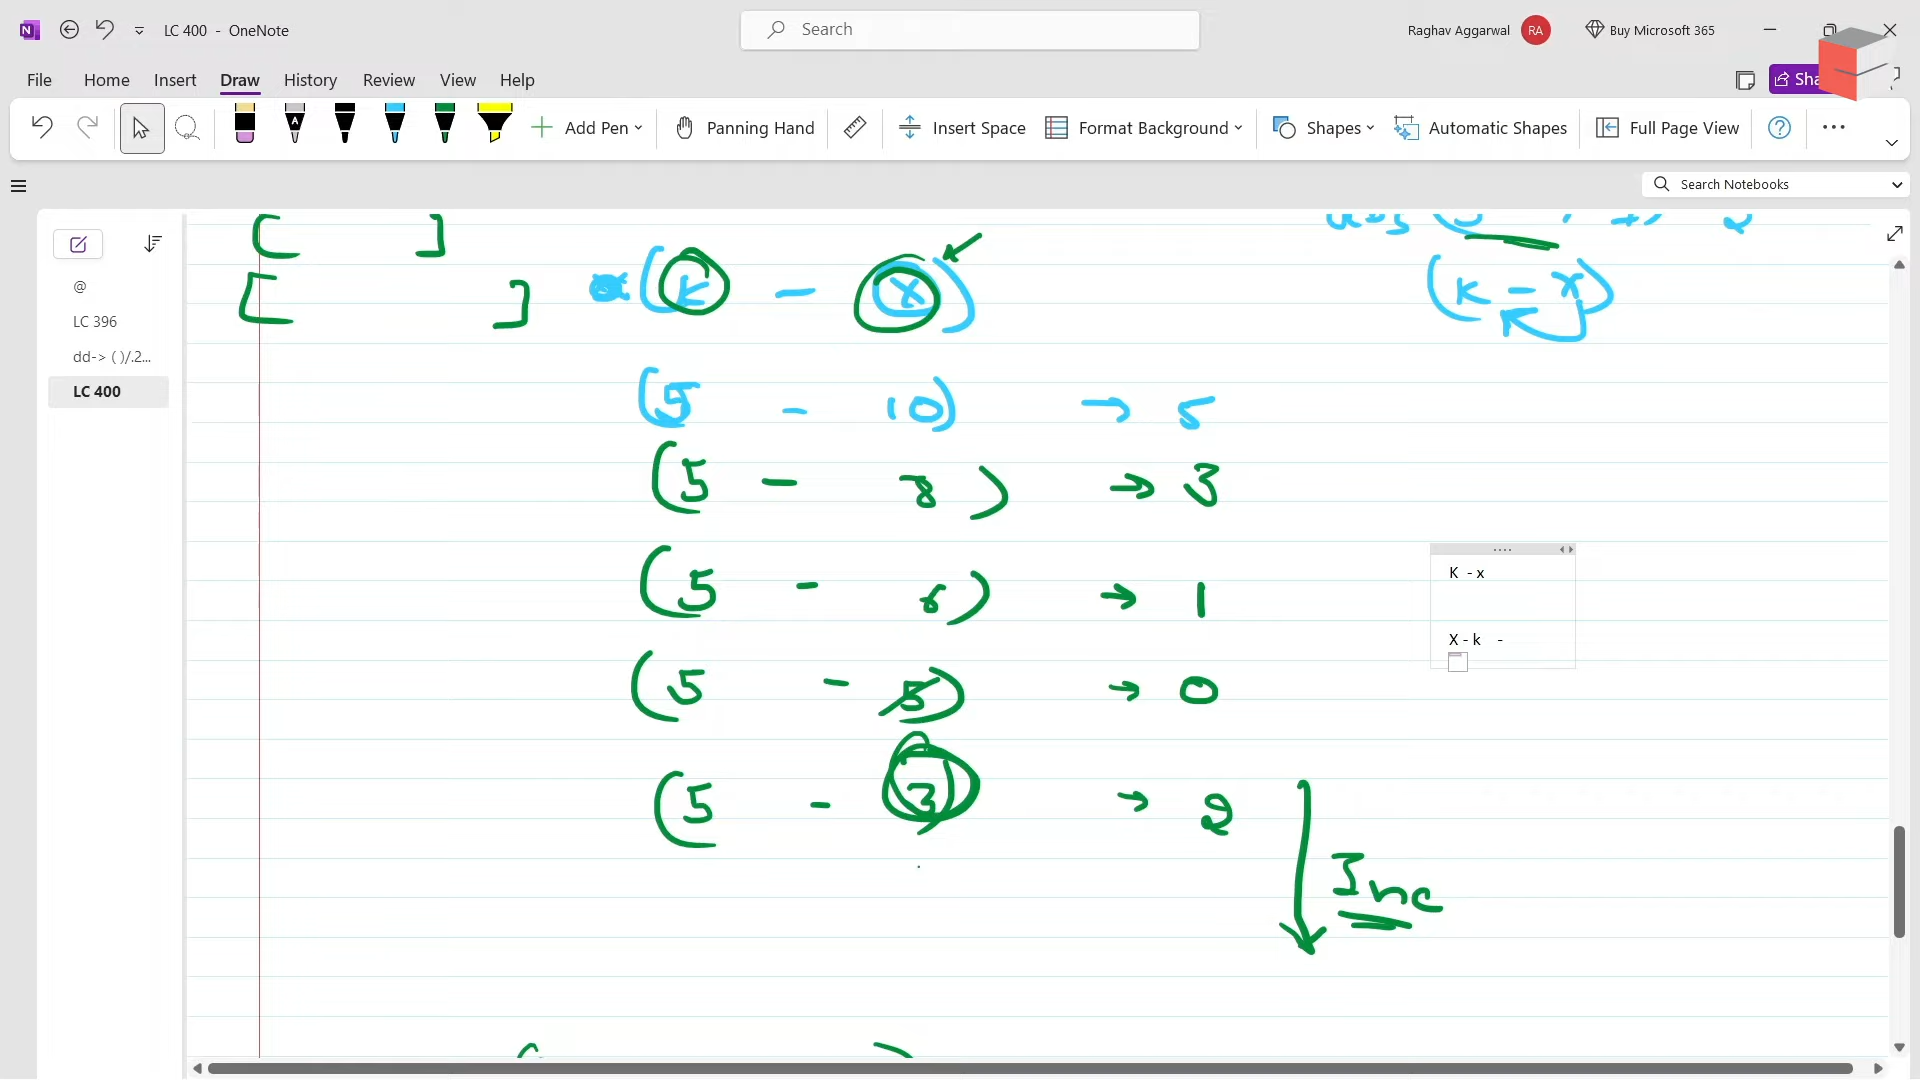 LC 400 - OneNote
Search
Raghav Aggarwal
RA
Buy Microsoft 365
File Home Insert Draw History Review View Help
Add Pen
Panning Hand
Insert Space
Format Background
Shapes
Automatic Shapes
Full Page View
Search Notebooks
@
LC 396
dd-> ( )/.2...
LC 400
[ ]
[ ] (k - x)
(k - x)
(5 - 10) → 5
(5 - 8) → 3
(5 - 6) → 1
K - x
X - k -
(5 - 5) → 0
(5 - 3) → 2
Inc